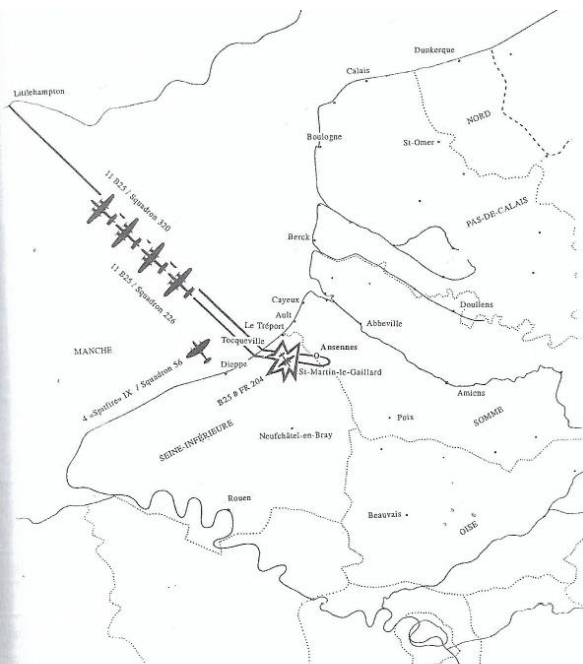 Dunkerque
Calais
Littlehampton
NORD
Boulogne
St-Omer
11 B25 / Squadron 320
PAS-DE-CALAIS
Berck
11 B25 / Squadron 226
Cayeux
Doullens
Ault
Le Tréport
Abbeville
Tocqueville
MANCHE
Ansennes
Dieppe
St-Martin-le-Gaillard
4 «Spitfire» IX / Squadron 56
B25 # FR 204
Amiens
Poix
SOMME
SEINE-INFÉRIEURE
Neufchâtel-en-Bray
Rouen
Beauvais
OISE